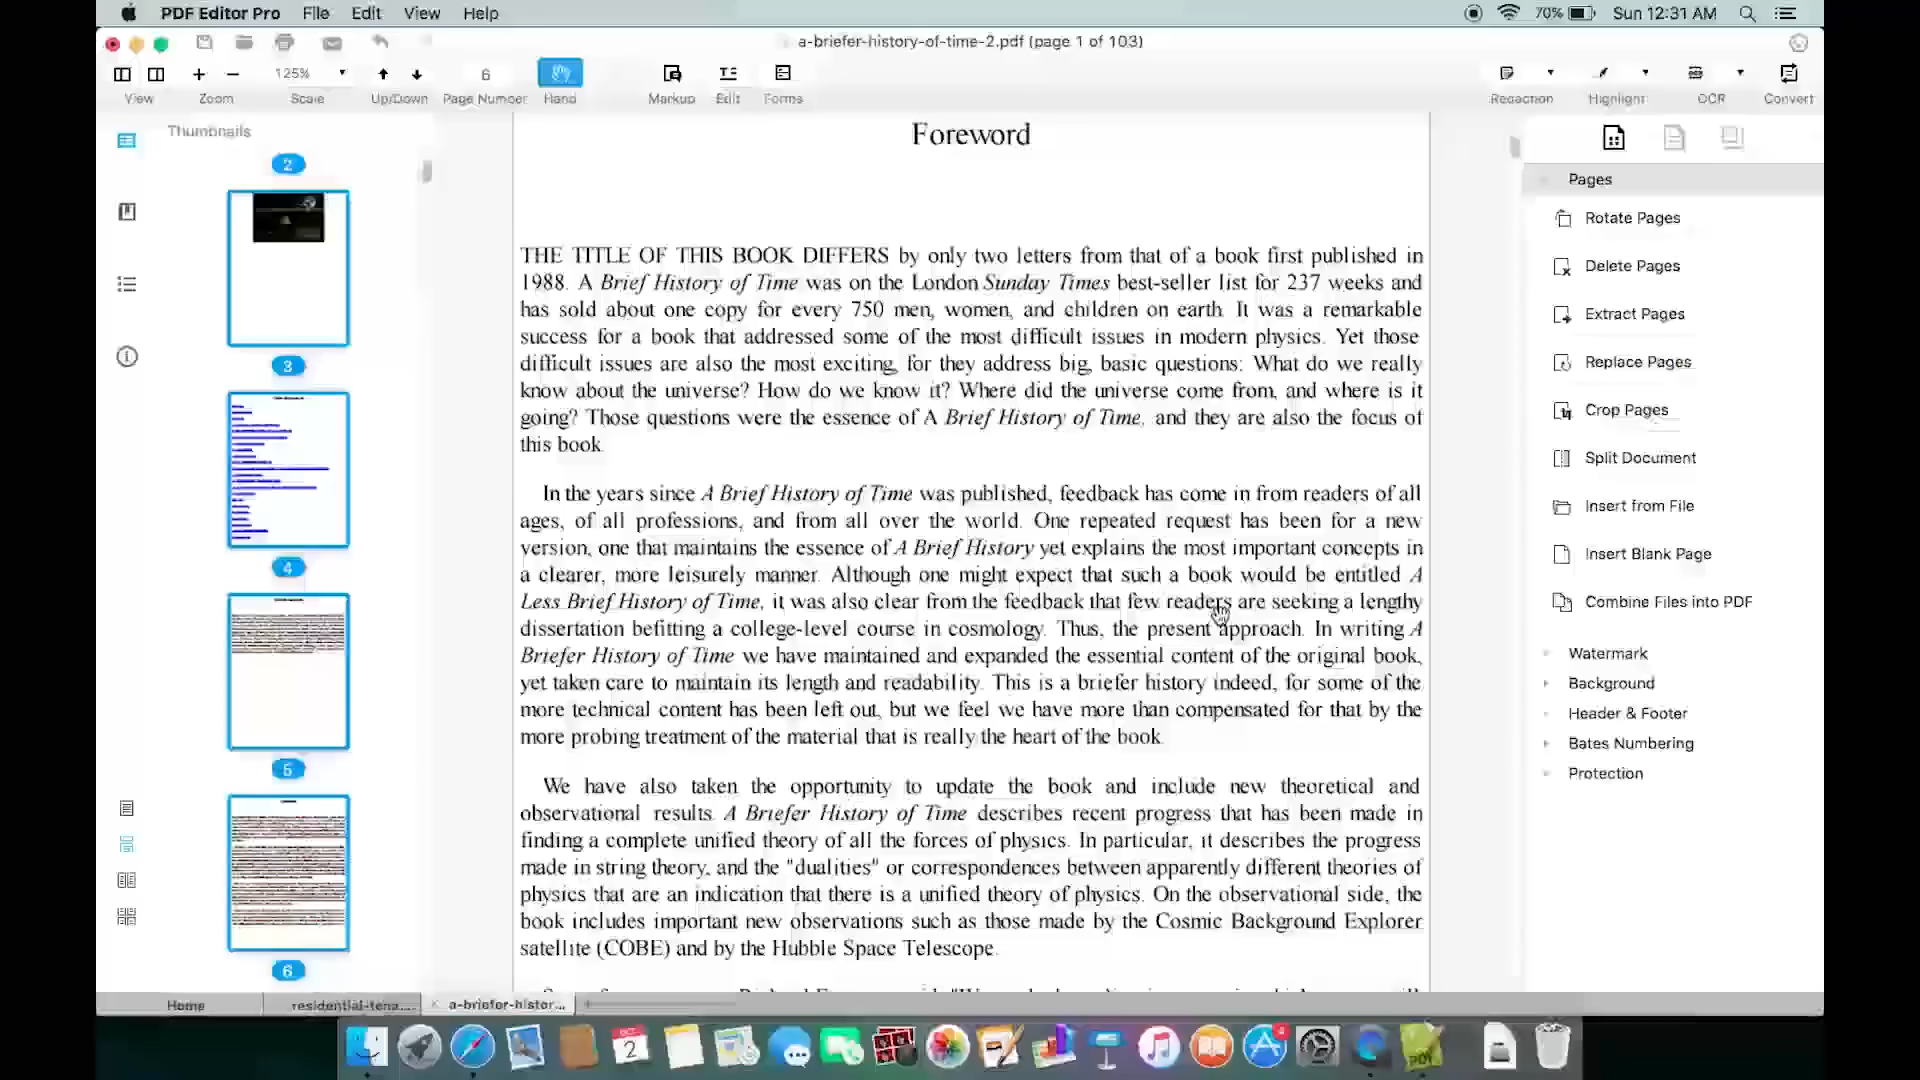 PDF Editor Pro File Edit View Help 70% Sun 12:31 AM
a-briefer-history-of-time-2.pdf (page 1 of 103)
125% 6
View Zoom Scale Up/Down Page Number Hand Markup Edit Forms Redaction Highlight OCR Convert
Thumbnails
2
3
4
5
6
Foreword
THE TITLE OF THIS BOOK DIFFERS by only two letters from that of a book first published in
1988. A Brief History of Time was on the London Sunday Times best-seller list for 237 weeks and
has sold about one copy for every 750 men, women, and children on earth. It was a remarkable
success for a book that addressed some of the most difficult issues in modern physics. Yet those
difficult issues are also the most exciting, for they address big, basic questions: What do we really
know about the universe? How do we know it? Where did the universe come from, and where is it
going? Those questions were the essence of A Brief History of Time, and they are also the focus of
this book.
In the years since A Brief History of Time was published, feedback has come in from readers of all
ages, of all professions, and from all over the world. One repeated request has been for a new
version, one that maintains the essence of A Brief History yet explains the most important concepts in
a clearer, more leisurely manner. Although one might expect that such a book would be entitled A
Less Brief History of Time, it was also clear from the feedback that few readers are seeking a lengthy
dissertation befitting a college-level course in cosmology. Thus, the present approach. In writing A
Briefer History of Time we have maintained and expanded the essential content of the original book,
yet taken care to maintain its length and readability. This is a briefer history indeed, for some of the
more technical content has been left out, but we feel we have more than compensated for that by the
more probing treatment of the material that is really the heart of the book.
We have also taken the opportunity to update the book and include new theoretical and
observational results. A Briefer History of Time describes recent progress that has been made in
finding a complete unified theory of all the forces of physics. In particular, it describes the progress
made in string theory, and the "dualities" or correspondences between apparently different theories of
physics that are an indication that there is a unified theory of physics. On the observational side, the
book includes important new observations such as those made by the Cosmic Background Explorer
satellite (COBE) and by the Hubble Space Telescope.
Pages
Rotate Pages
Delete Pages
Extract Pages
Replace Pages
Crop Pages
Split Document
Insert from File
Insert Blank Page
Combine Files into PDF
Watermark
Background
Header & Footer
Bates Numbering
Protection
Home residential-tena.... a-briefer-histor...
OCT
2
4
PDF